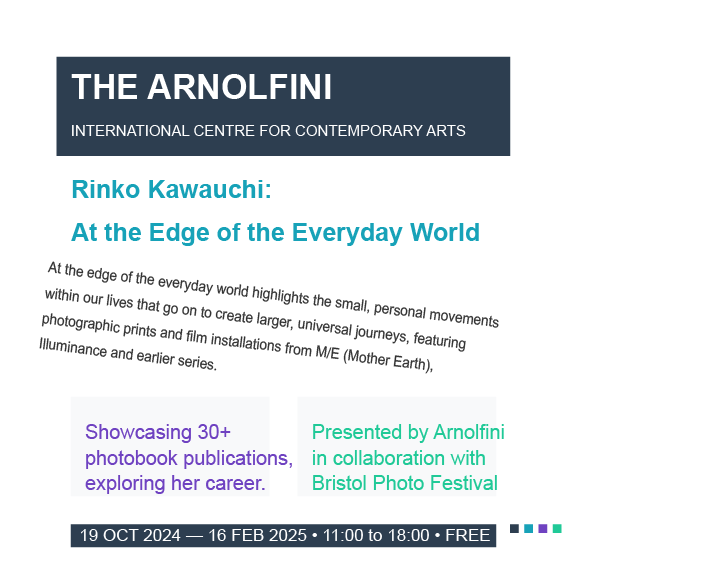 THE ARNOLFINI
INTERNATIONAL CENTRE FOR CONTEMPORARY ARTS
Rinko Kawauchi:
At the Edge of the Everyday World
At the edge of the everyday world highlights the small, personal movements
within our lives that go on to create larger, universal journeys, featuring
photographic prints and film installations from M/E (Mother Earth),
Illuminance and earlier series.
Showcasing 30+
photobook publications,
exploring her career.
Presented by Arnolfini
in collaboration with
Bristol Photo Festival
19 OCT 2024 — 16 FEB 2025 • 11:00 to 18:00 • FREE